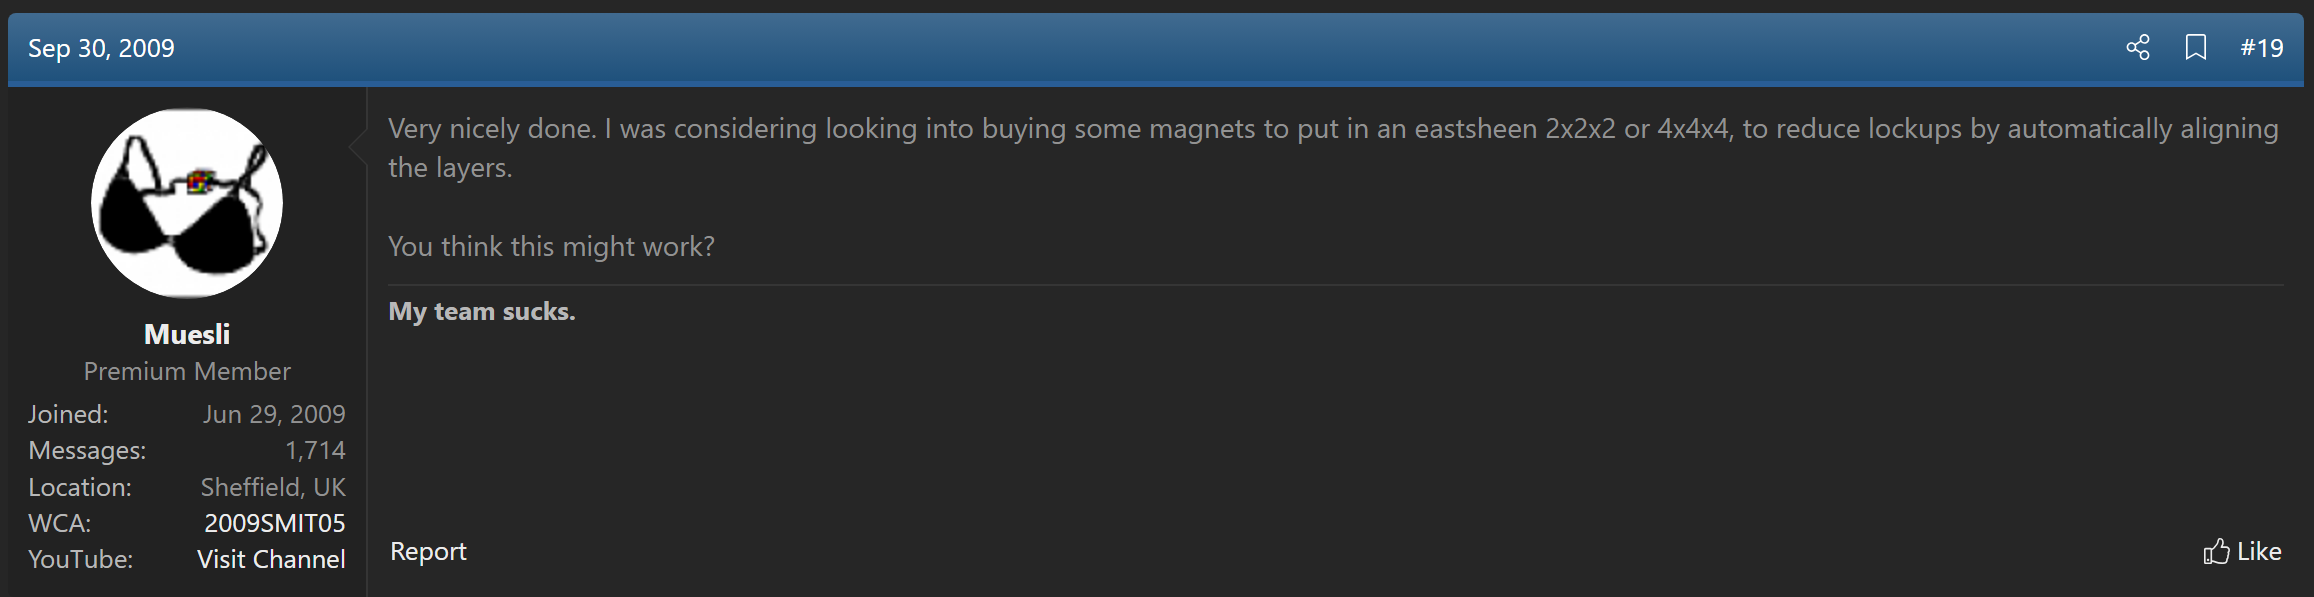 Sep 30, 2009
#19
Very nicely done. I was considering looking into buying some magnets to put in an eastsheen 2x2x2 or 4x4x4, to reduce lockups by automatically aligning
the layers.
You think this might work?
My team sucks.
Muesli
Premium Member
Joined: Jun 29, 2009
Messages: 1,714
Location: Sheffield, UK
WCA: 2009SMIT05
YouTube: Visit Channel
Report
Like